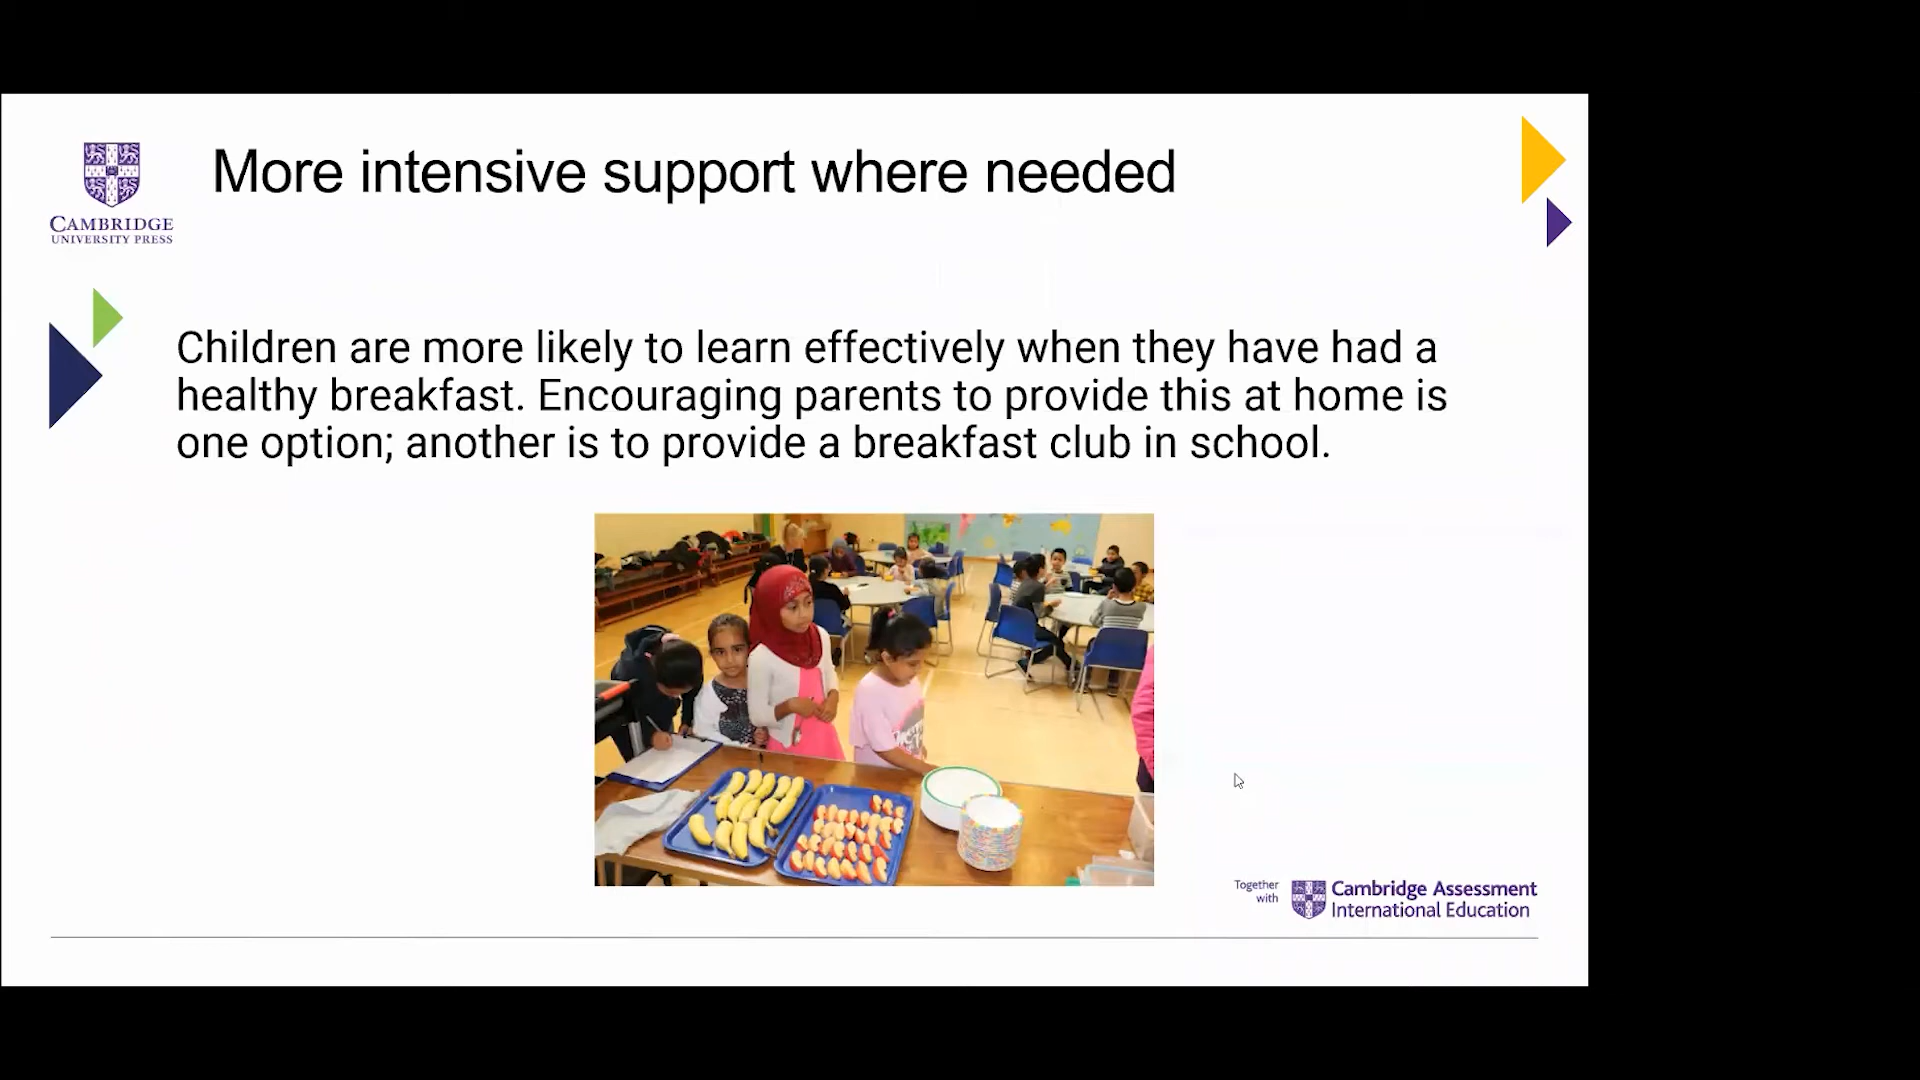 CAMBRIDGE
UNIVERSITY PRESS
More intensive support where needed
Children are more likely to learn effectively when they have had a
healthy breakfast. Encouraging parents to provide this at home is
one option; another is to provide a breakfast club in school.
Together
with
Cambridge Assessment
International Education